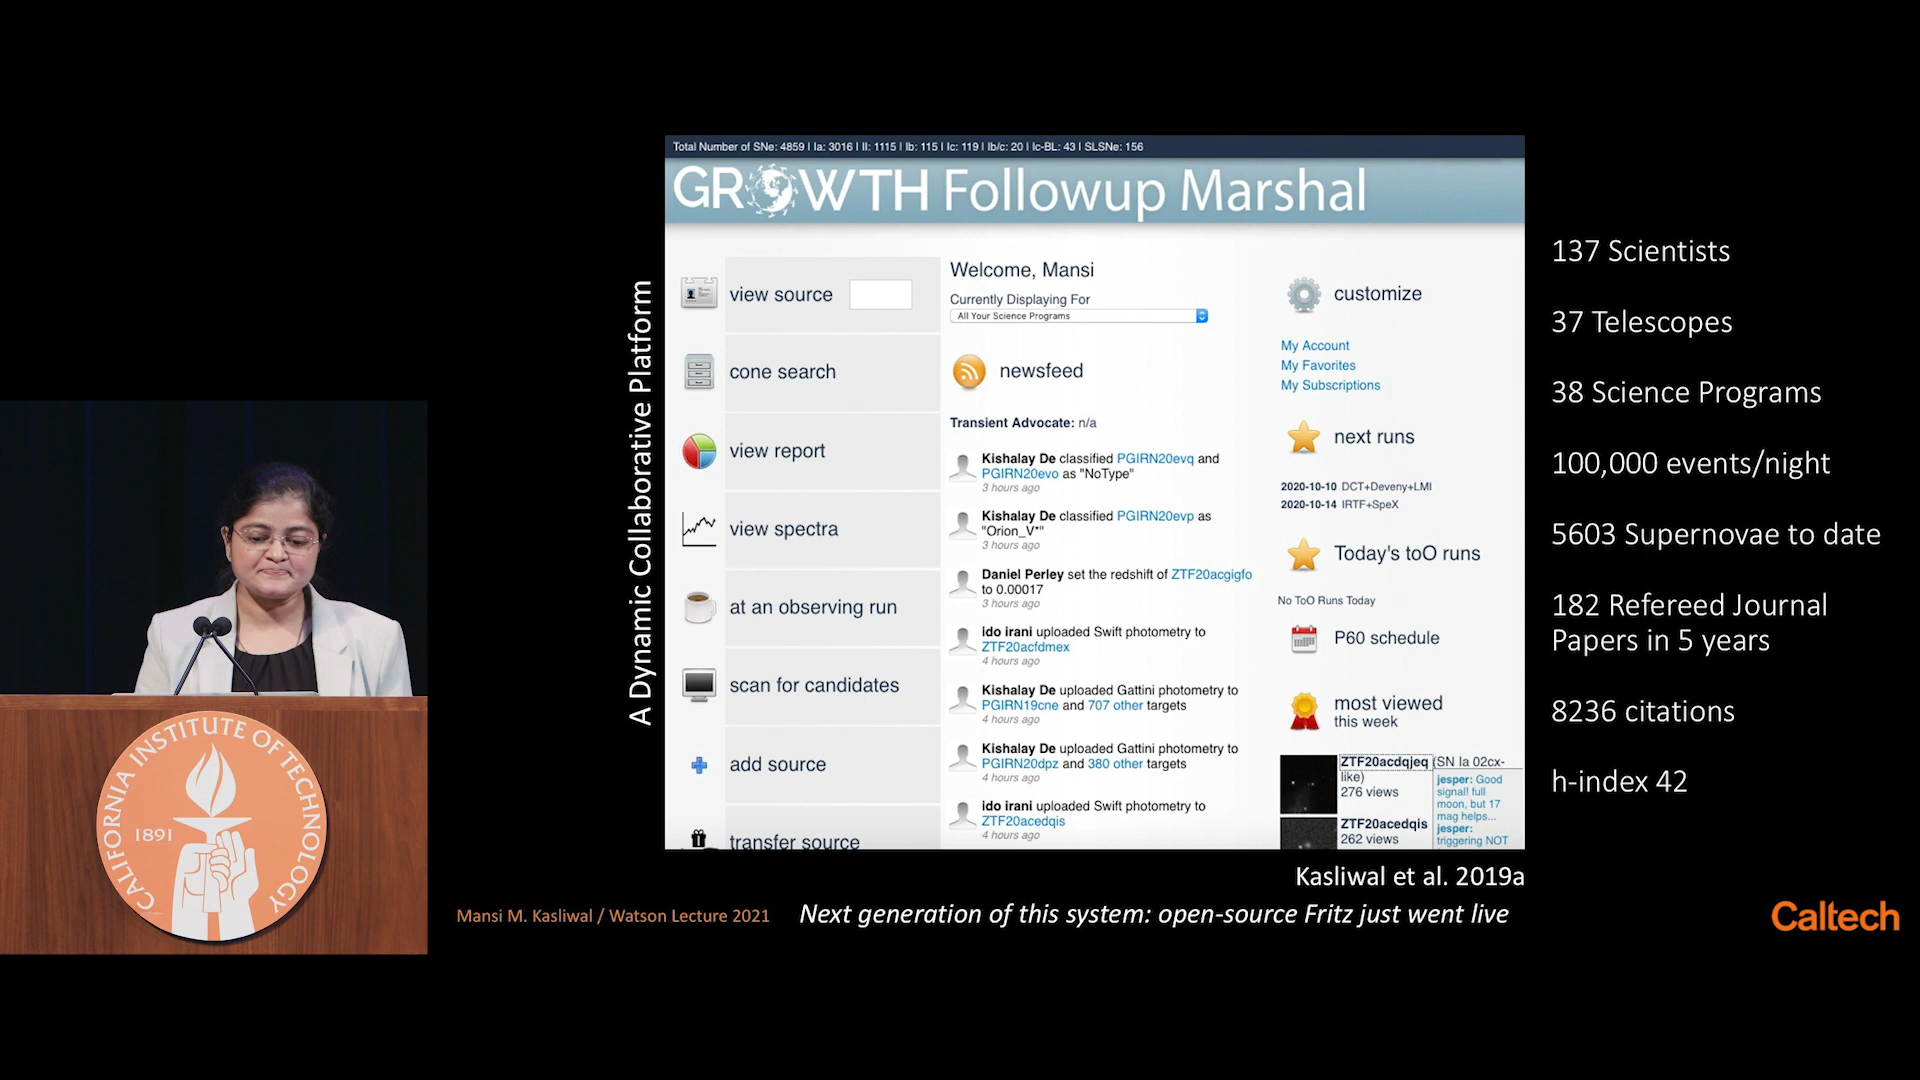 Total Number of SNe: 4859 | Ia: 3016 | II: 1115 | Ib: 115 | Ic: 119 | Ib/c: 20 | Ic-BL: 43 | SLSNe: 156
GROWTH Followup Marshal
A Dynamic Collaborative Platform
view source
cone search
view report
view spectra
at an observing run
scan for candidates
add source
transfer source
Welcome, Mansi
Currently Displaying For
All Your Science Programs
newsfeed
Transient Advocate: n/a
Kishalay De classified PGIRN20evq and
PGIRN20evo as "NoType"
3 hours ago
Kishalay De classified PGIRN20evp as
"Orion_V*"
3 hours ago
Daniel Perley set the redshift of ZTF20acgigfo
to 0.00017
3 hours ago
ido irani uploaded Swift photometry to
ZTF20acfdmex
4 hours ago
Kishalay De uploaded Gattini photometry to
PGIRN19cne and 707 other targets
4 hours ago
Kishalay De uploaded Gattini photometry to
PGIRN20dpz and 380 other targets
4 hours ago
ido irani uploaded Swift photometry to
ZTF20acedqis
4 hours ago
customize
My Account
My Favorites
My Subscriptions
next runs
2020-10-10 DCT+Deveny+LMI
2020-10-14 IRTF+SpeX
Today's toO runs
No ToO Runs Today
P60 schedule
most viewed
this week
ZTF20acdqjeq (SN Ia 02cx-
like)
276 views
ZTF20acedqis
262 views
jesper: Good
signal! full
moon, but 17
mag helps...
jesper:
triggering NOT
137 Scientists
37 Telescopes
38 Science Programs
100,000 events/night
5603 Supernovae to date
182 Refereed Journal
Papers in 5 years
8236 citations
h-index 42
Kasliwal et al. 2019a
Mansi M. Kasliwal / Watson Lecture 2021
Next generation of this system: open-source Fritz just went live
Caltech
CALIFORNIA INSTITUTE OF TECHNOLOGY
1891